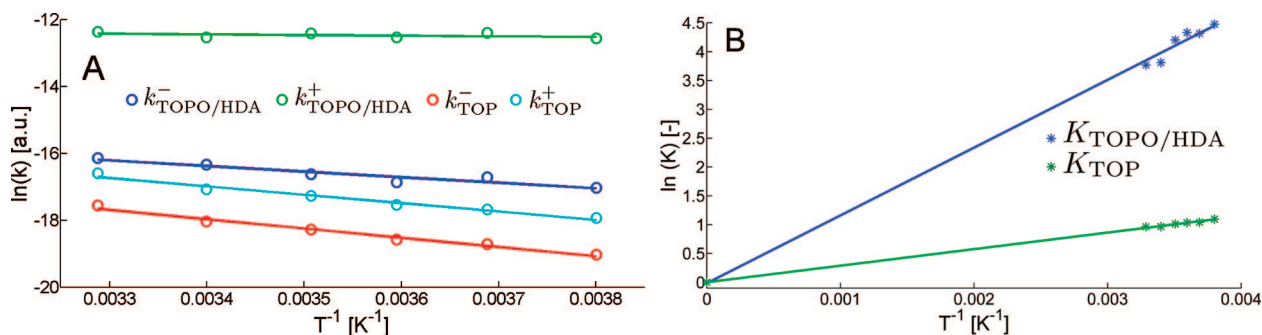 A
-12
-14
-16
-18
-20
ln(k) [a.u.]
k⁻TOPO/HDA k⁺TOPO/HDA k⁻TOP k⁺TOP
0.0033 0.0034 0.0035 0.0036 0.0037 0.0038
T⁻¹ [K⁻¹]
B
4.5
4
3.5
3
2.5
2
1.5
1
0.5
0
ln (K) [-]
KTOPO/HDA
KTOP
0 0.001 0.002 0.003 0.004
T⁻¹ [K⁻¹]